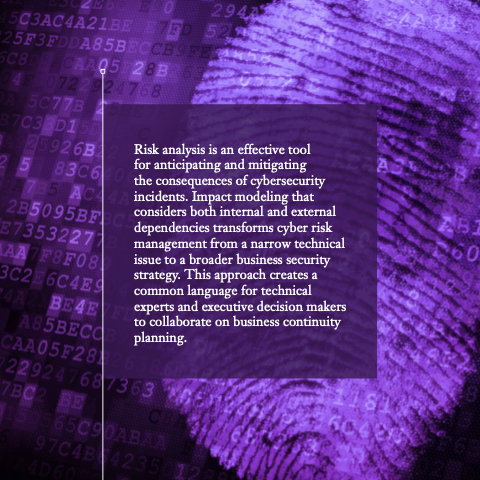 Risk analysis is an effective tool
for anticipating and mitigating
the consequences of cybersecurity
incidents. Impact modeling that
considers both internal and external
dependencies transforms cyber risk
management from a narrow technical
issue to a broader business security
strategy. This approach creates a
common language for technical
experts and executive decision makers
to collaborate on business continuity
planning.